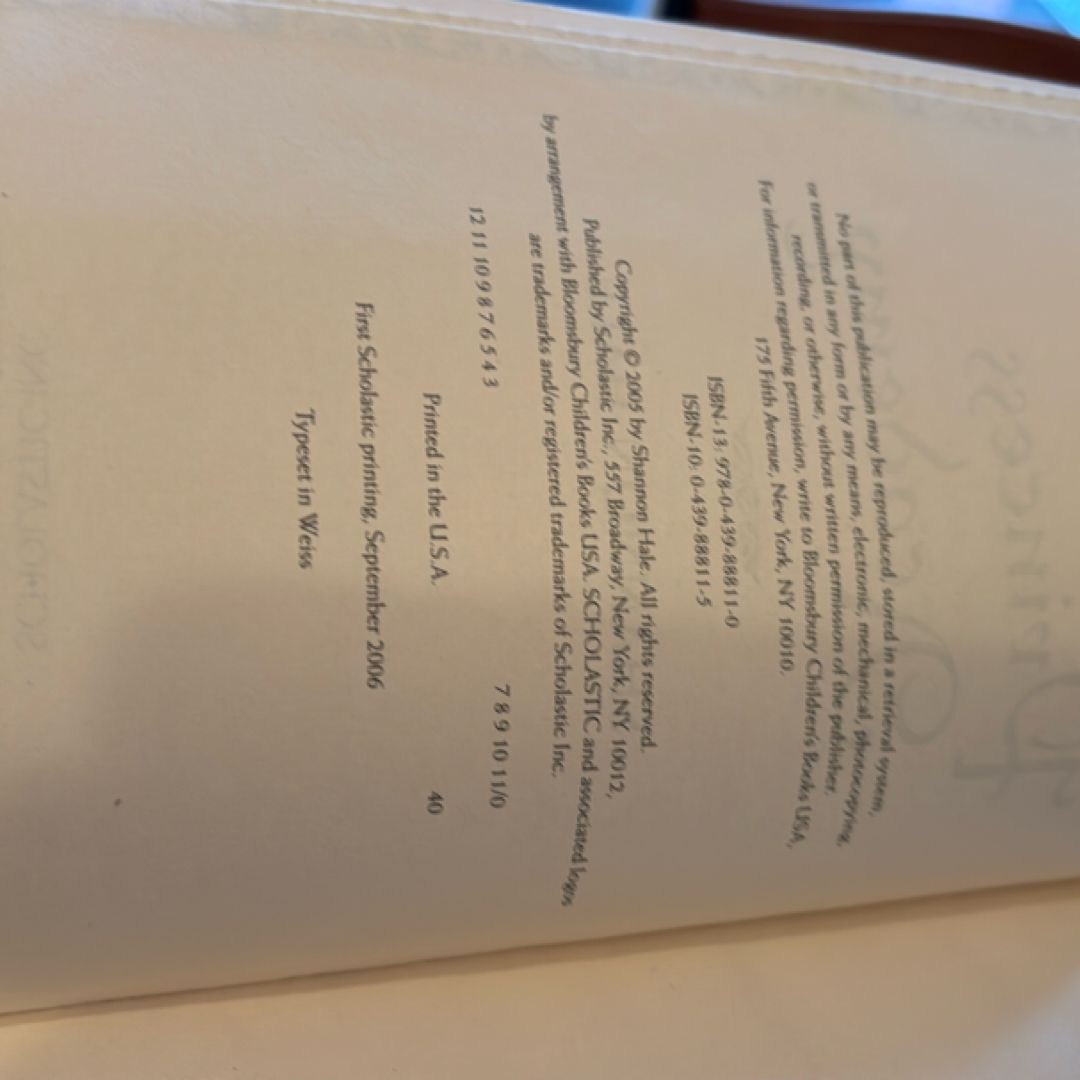 No part of this publication may be reproduced, stored in a retrieval system,
or transmitted in any form or by any means, electronic, mechanical, photocopying,
recording, or otherwise, without written permission of the publisher.
For information regarding permission, write to Bloomsbury Children's Books USA,
175 Fifth Avenue, New York, NY 10010.
ISBN-13: 978-0-439-88811-0
ISBN-10: 0-439-88811-5
Copyright © 2005 by Shannon Hale. All rights reserved.
Published by Scholastic Inc., 557 Broadway, New York, NY 10012,
by arrangement with Bloomsbury Children's Books USA. SCHOLASTIC and associated logos
are trademarks and/or registered trademarks of Scholastic Inc.
12 11 10 9 8 7 6 5 4 3 7 8 9 10 11/0
Printed in the U.S.A. 40
First Scholastic printing, September 2006
Typeset in Weiss